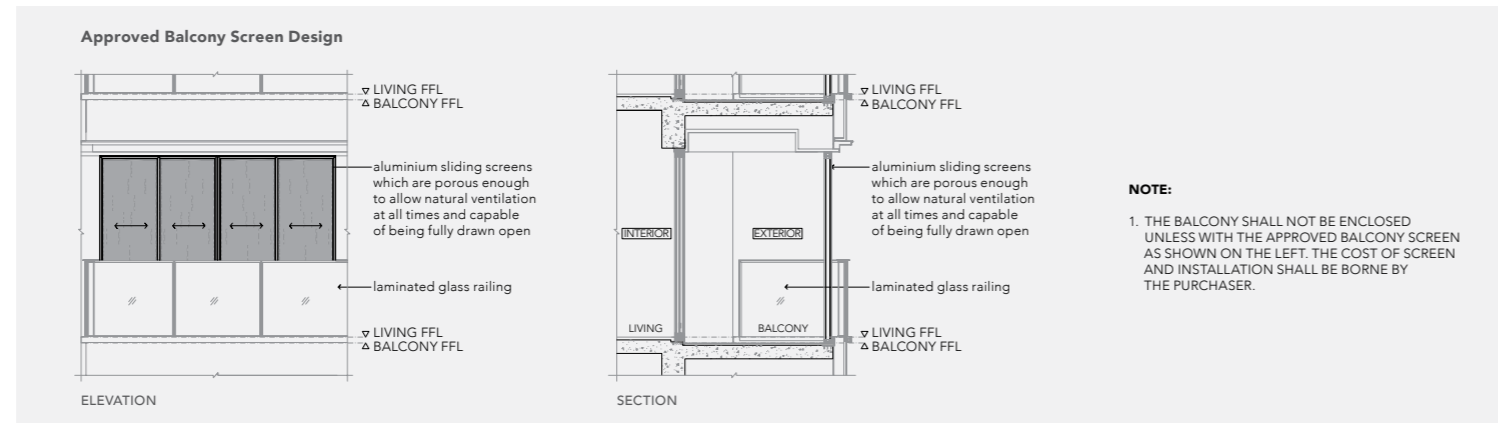 Approved Balcony Screen Design
LIVING FFL
BALCONY FFL
aluminium sliding screens
which are porous enough
to allow natural ventilation
at all times and capable
of being fully drawn open
laminated glass railing
LIVING FFL
BALCONY FFL
ELEVATION
LIVING FFL
BALCONY FFL
aluminium sliding screens
which are porous enough
to allow natural ventilation
at all times and capable
of being fully drawn open
INTERIOR
EXTERIOR
laminated glass railing
LIVING
BALCONY
LIVING FFL
BALCONY FFL
SECTION
NOTE:
1. THE BALCONY SHALL NOT BE ENCLOSED
UNLESS WITH THE APPROVED BALCONY SCREEN
AS SHOWN ON THE LEFT. THE COST OF SCREEN
AND INSTALLATION SHALL BE BORNE BY
THE PURCHASER.